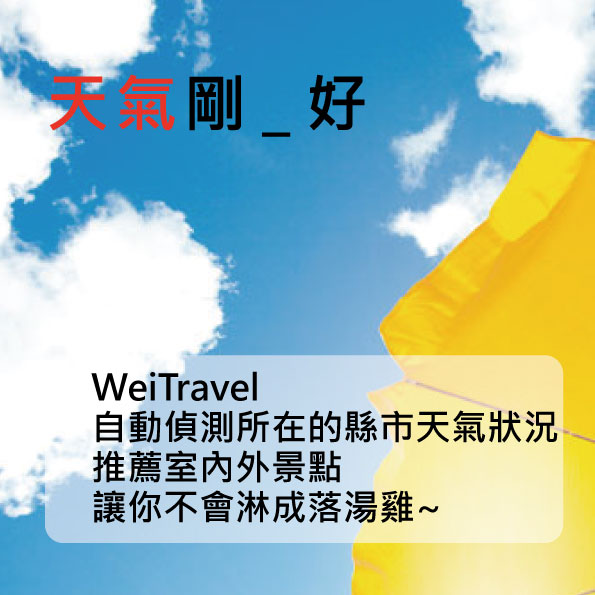 天氣剛_好
WeiTravel
自動偵測所在的縣市天氣狀況
推薦室內外景點
讓你不會淋成落湯雞~